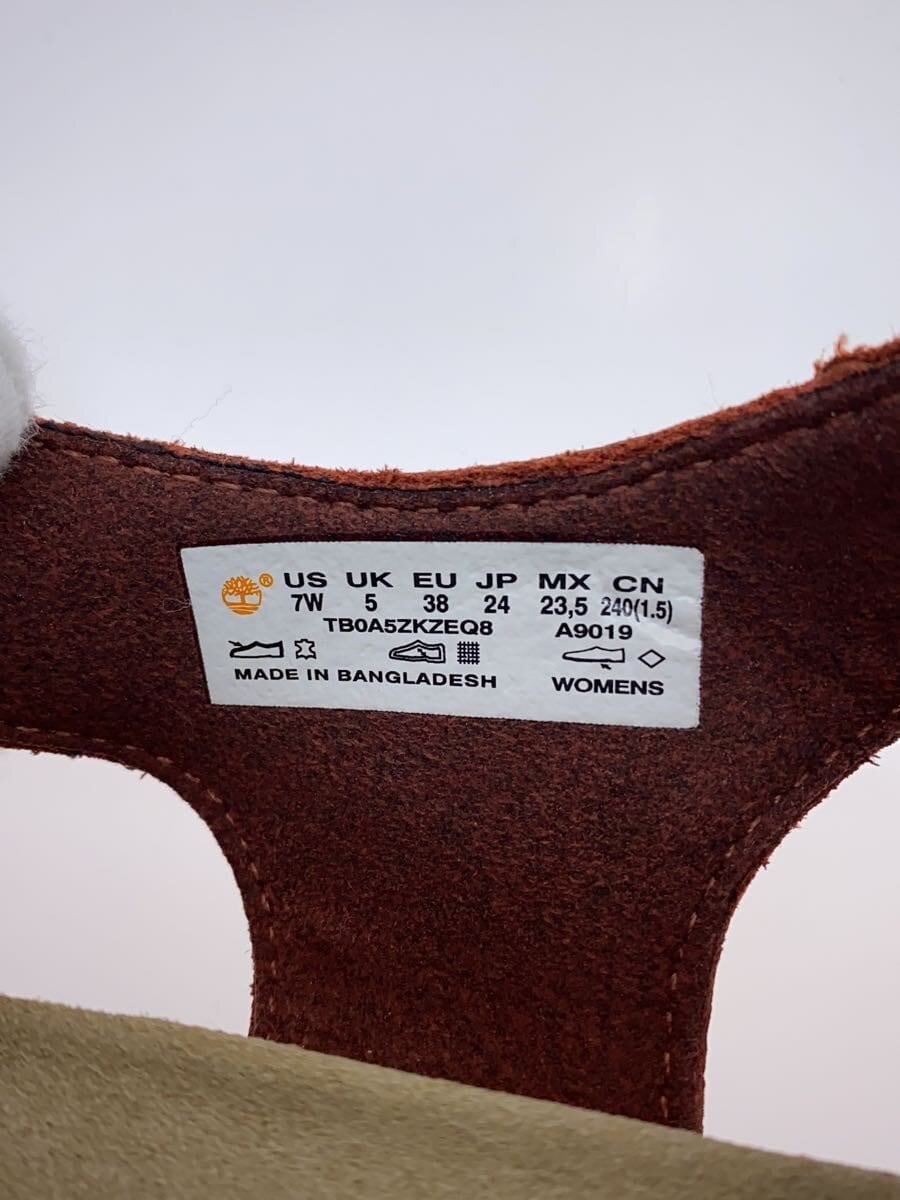 ® US UK EU JP MX CN
7W 5 38 24 23,5 240(1.5)
TB0A5ZKZEQ8 A9019
MADE IN BANGLADESH WOMENS